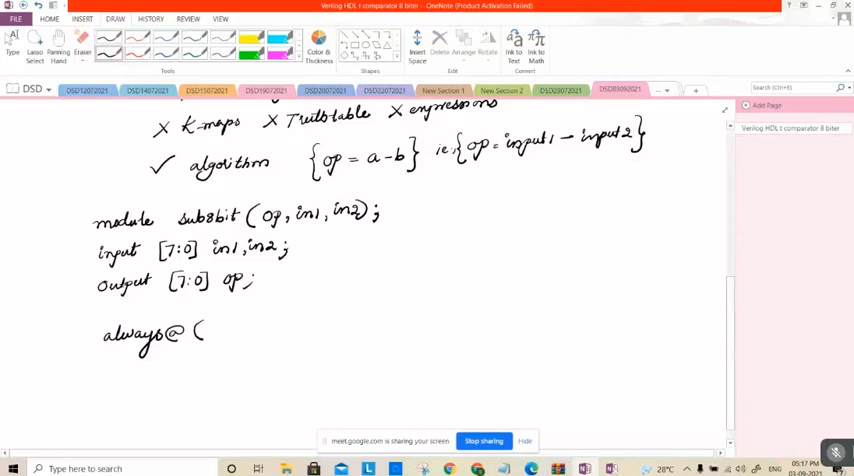 Verilog HDL t comparator 8 biter - OneNote (Product Activation Failed)
FILE HOME INSERT DRAW HISTORY REVIEW VIEW
Type Lasso Select Panning Hand Eraser Color & Thickness Insert Space Delete Arrange Rotate Ink to Text Ink to Math
Tools Shapes Edit Convert
DSD DSD12072021 DSD14072021 DSD15072021 DSD19072021 DSD20072021 DSD22072021 New Section 1 New Section 2 DSD29072021 DSD03092021 Search (Ctrl+E)
Add Page
Verilog HDL t comparator 8 biter
X K-maps X Truthtable X expressions
✓ algorithm {op = a-b} ie., {op = input1 - input2}
module sub8bit (op, in1, in2);
input [7:0] in1, in2;
output [7:0] op;
always@ (
meet.google.com is sharing your screen. Stop sharing Hide
Type here to search
28°C ENG 05:17 PM
03-09-2021